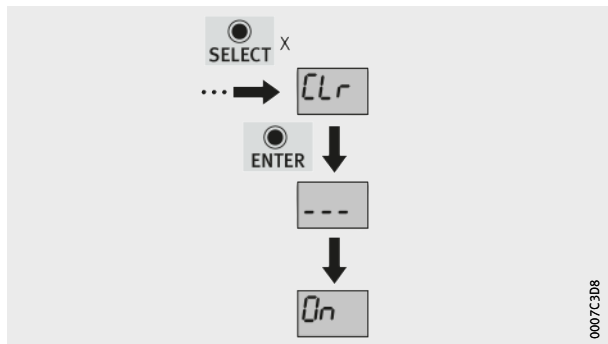 SELECT X
... CLr
ENTER
---
On
0007C3D8